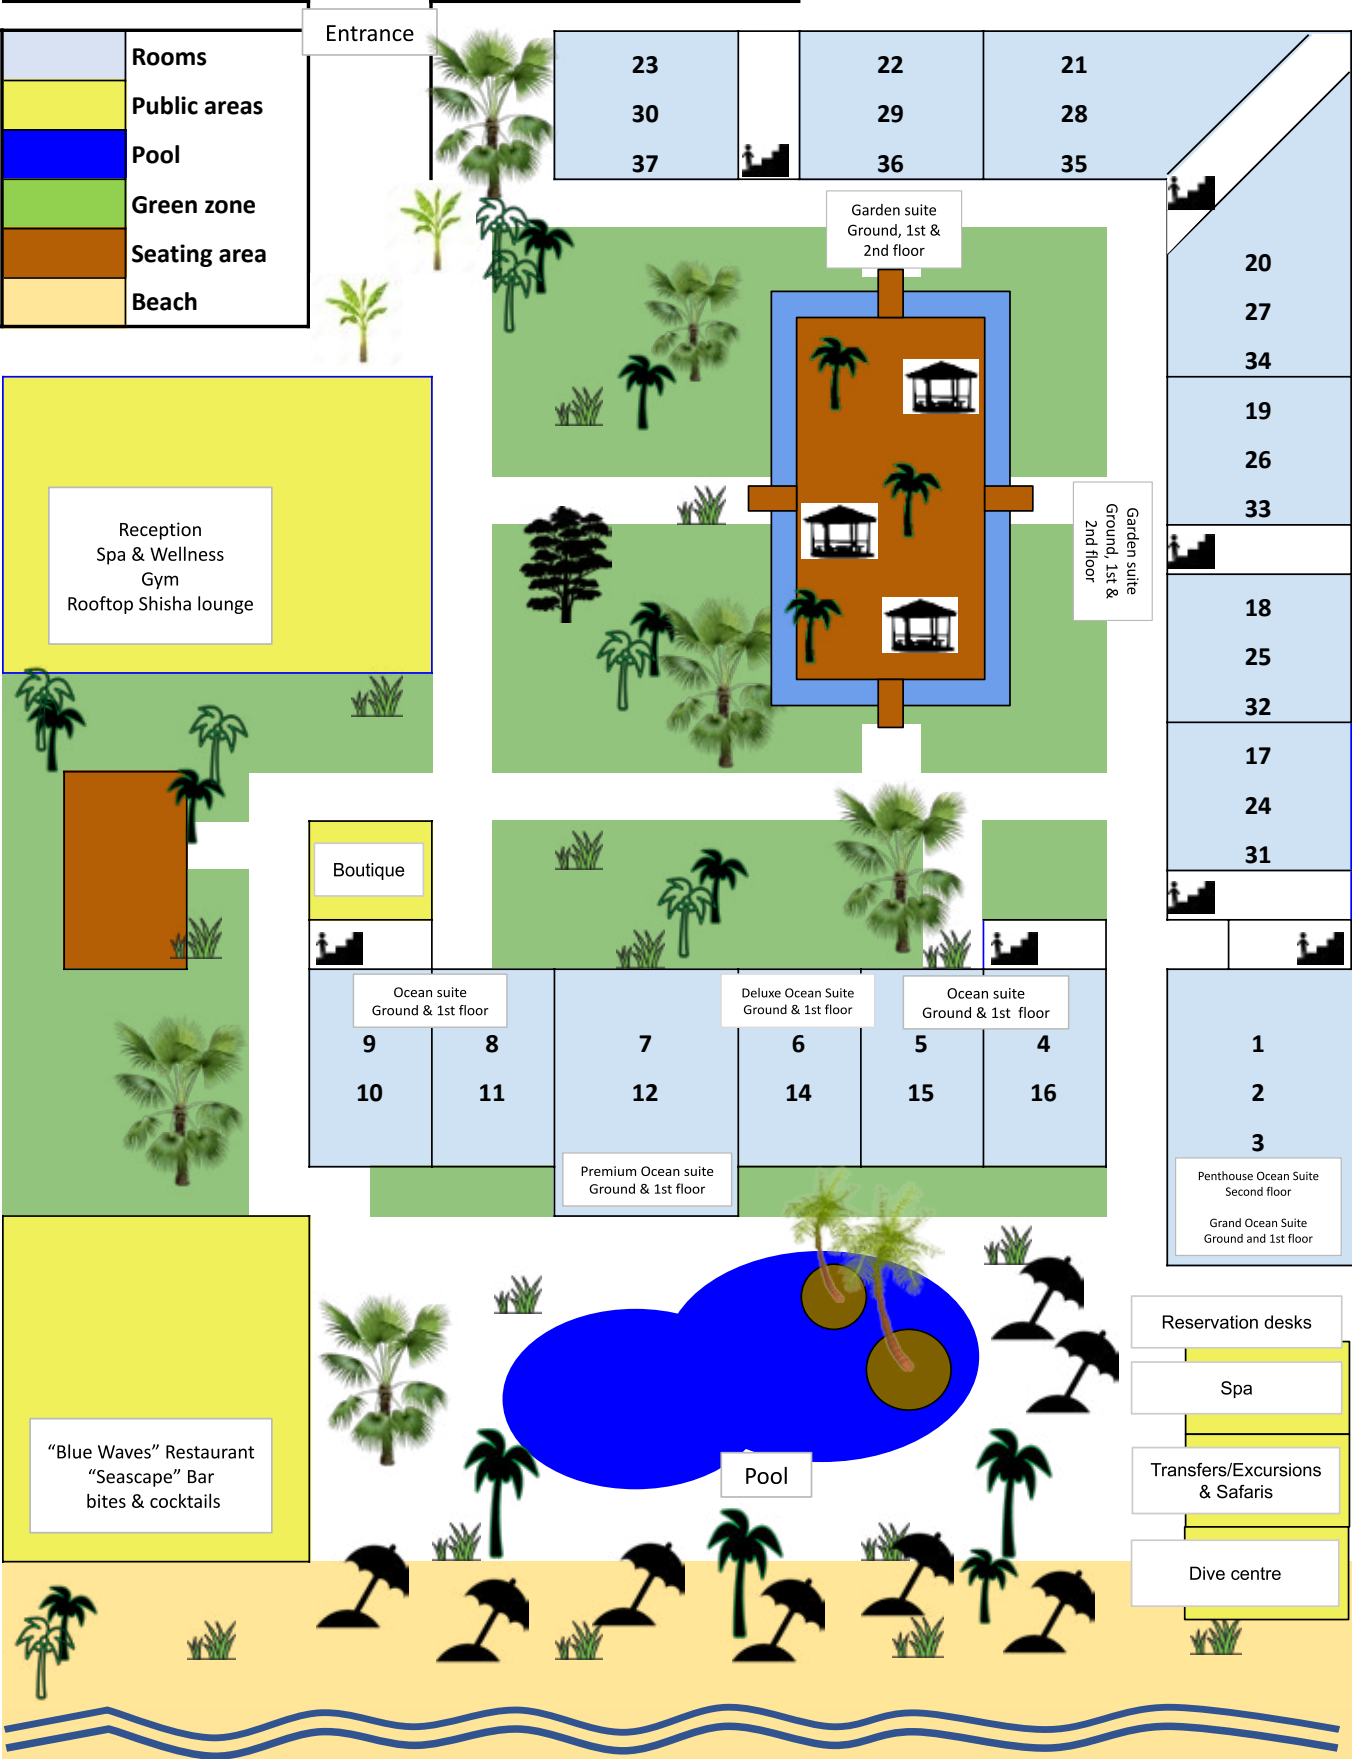 Entrance
Rooms
Public areas
Pool
Green zone
Seating area
Beach
23
30
37
22
29
36
21
28
35
Garden suite
Ground, 1st &
2nd floor
20
27
34
19
26
33
Garden suite
Ground, 1st &
2nd floor
18
25
32
17
24
31
Reception
Spa & Wellness
Gym
Rooftop Shisha lounge
Boutique
Ocean suite
Ground & 1st floor
Deluxe Ocean Suite
Ground & 1st floor
Ocean suite
Ground & 1st floor
9
10
8
11
7
12
6
14
5
15
4
16
Premium Ocean suite
Ground & 1st floor
1
2
3
Penthouse Ocean Suite
Second floor
Grand Ocean Suite
Ground and 1st floor
“Blue Waves” Restaurant
“Seascape” Bar
bites & cocktails
Pool
Reservation desks
Spa
Transfers/Excursions
& Safaris
Dive centre